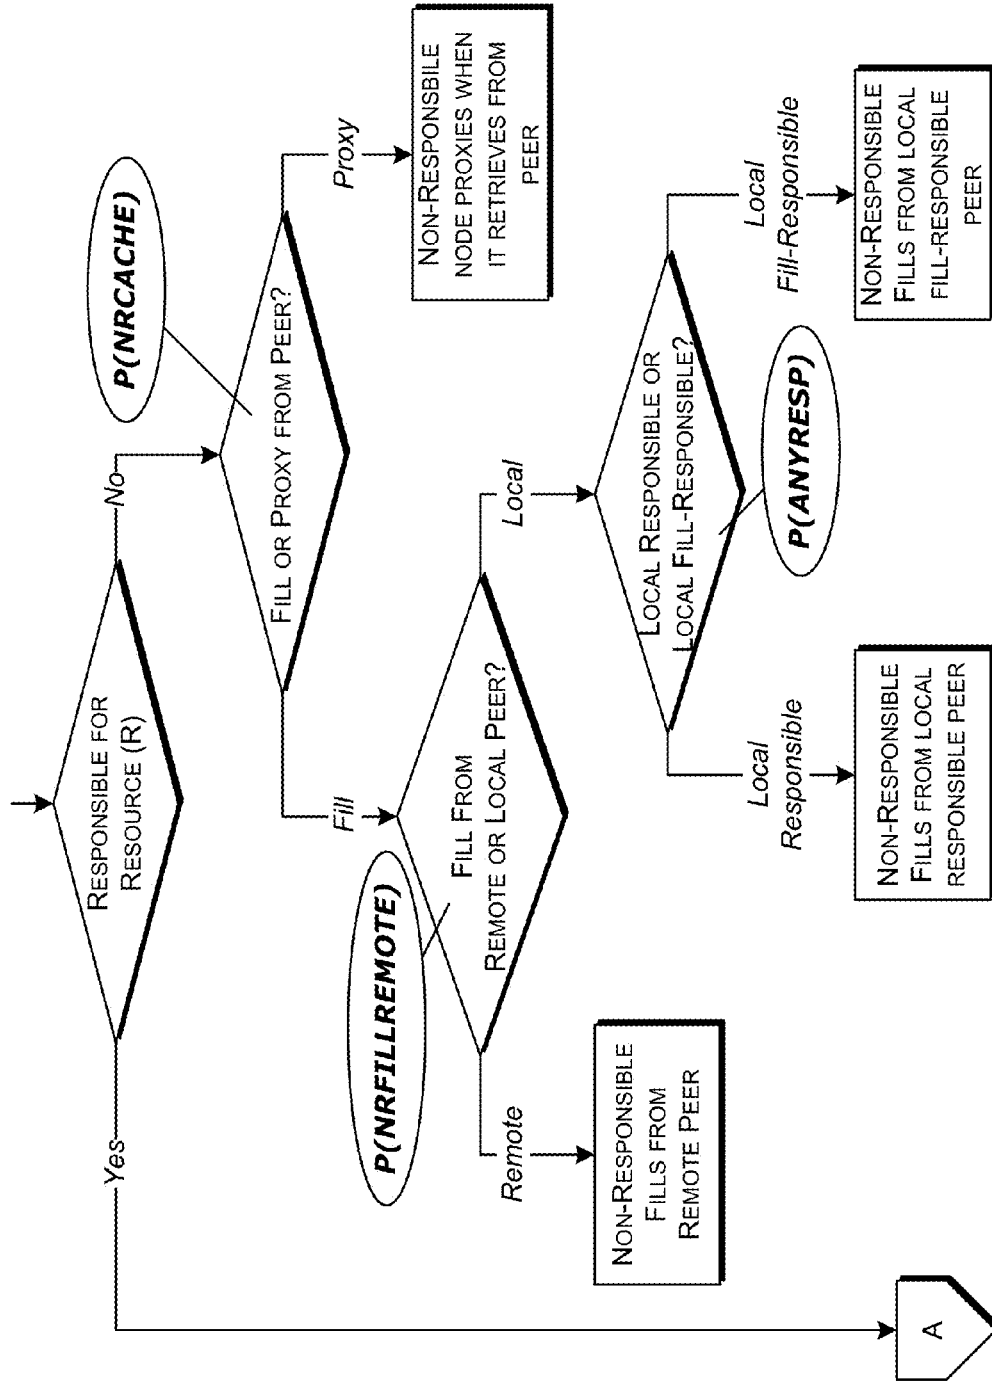 RESPONSIBLE FOR
RESOURCE (R)
Yes
No
P(NRCACHE)
FILL OR PROXY FROM PEER?
Fill
Proxy
NON-RESPONSBILE
NODE PROXIES WHEN
IT RETRIEVES FROM
PEER
P(NRFILLREMOTE)
FILL FROM
REMOTE OR LOCAL PEER?
Remote
Local
NON-RESPONSIBLE
FILLS FROM
REMOTE PEER
LOCAL RESPONSIBLE OR
LOCAL FILL-RESPONSIBLE?
P(ANYRESP)
Local
Responsible
Local
Fill-Responsible
NON-RESPONSIBLE
FILLS FROM LOCAL
RESPONSIBLE PEER
NON-RESPONSIBLE
FILLS FROM LOCAL
FILL-RESPONSIBLE
PEER
A